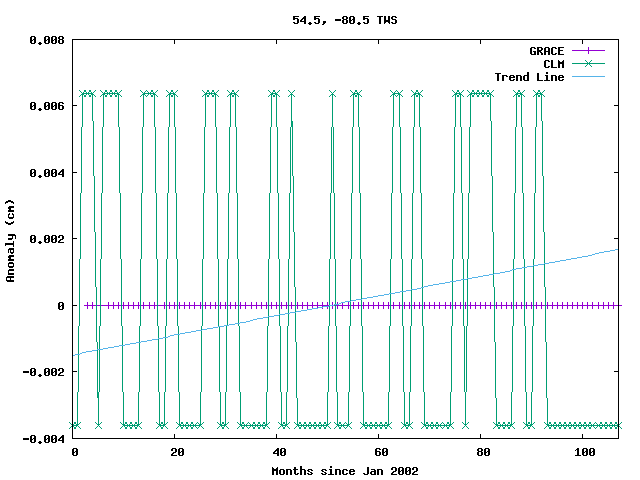 54.5, -80.5 TWS
0.008
GRACE
CLM
Trend Line
0.006
0.004
0.002
0
-0.002
-0.004
Anomaly (cm)
0 20 40 60 80 100
Months since Jan 2002